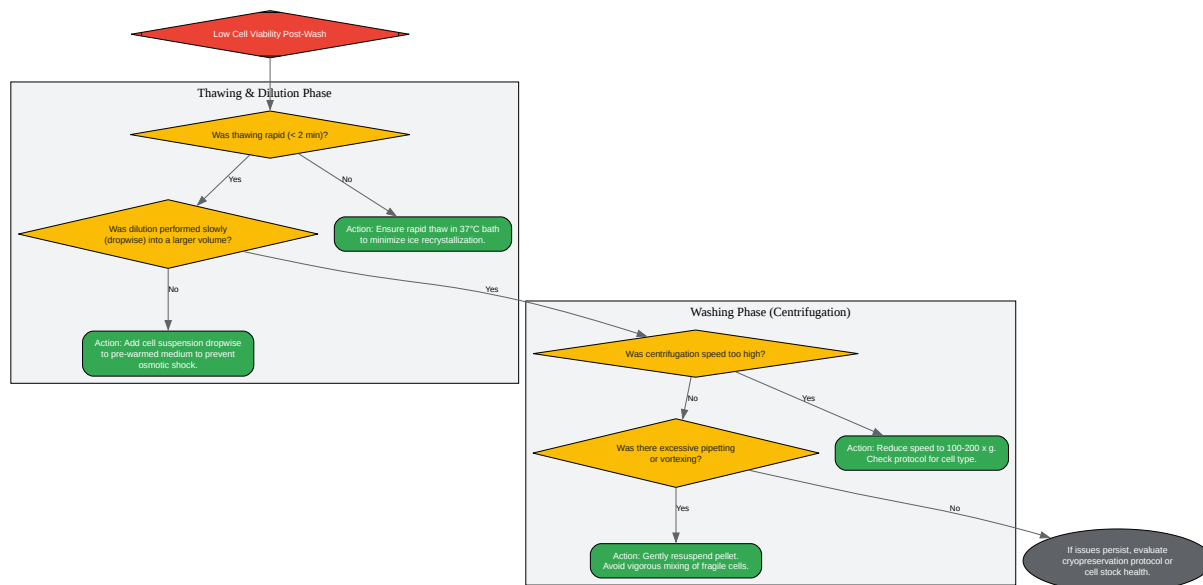 Low Cell Viability Post-Wash
Thawing & Dilution Phase
Was thawing rapid (< 2 min)?
Yes
No
Was dilution performed slowly
(dropwise) into a larger volume?
Action: Ensure rapid thaw in 37°C bath
to minimize ice recrystallization.
No
Yes
Action: Add cell suspension dropwise
to pre-warmed medium to prevent
osmotic shock.
Washing Phase (Centrifugation)
Was centrifugation speed too high?
No
Yes
Was there excessive pipetting
or vortexing?
Action: Reduce speed to 100-200 x g.
Check protocol for cell type.
Yes
No
Action: Gently resuspend pellet.
Avoid vigorous mixing of fragile cells.
If issues persist, evaluate
cryopreservation protocol or
cell stock health.